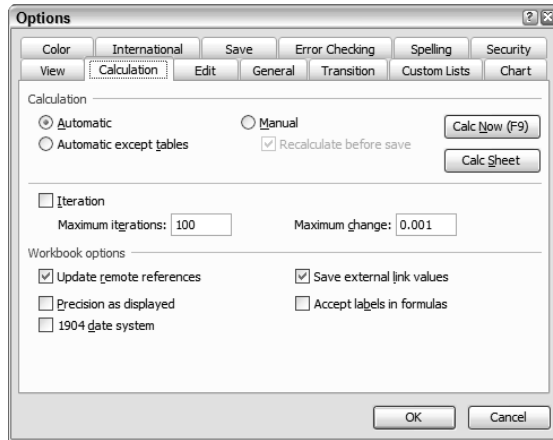 Options
Color International Save Error Checking Spelling Security
View Calculation Edit General Transition Custom Lists Chart
Calculation
Automatic Manual Calc Now (F9)
Automatic except tables Recalculate before save
Calc Sheet
Iteration
Maximum iterations: 100 Maximum change: 0.001
Workbook options
Update remote references Save external link values
Precision as displayed Accept labels in formulas
1904 date system
OK Cancel